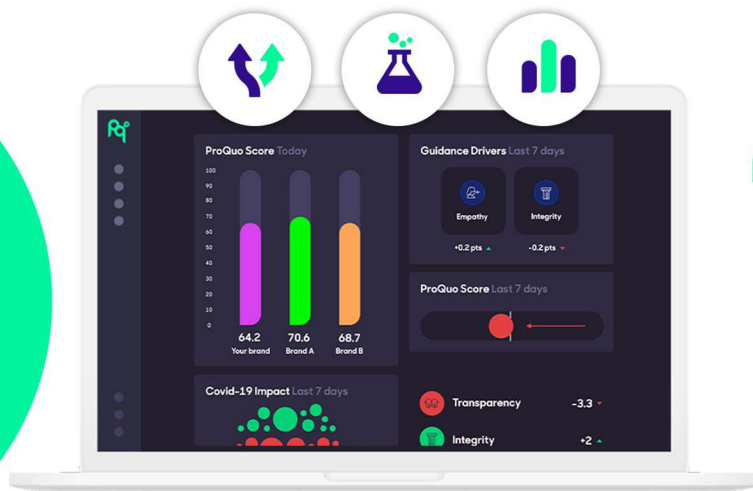 ProQuo Score Today
100
90
80
70
60
50
40
30
20
10
0
64.2 70.6 68.7
Your brand Brand A Brand B
Guidance Drivers Last 7 days
Empathy Integrity
+0.2 pts -0.2 pts
ProQuo Score Last 7 days
Covid-19 Impact Last 7 days
Transparency -3.3
Integrity +2